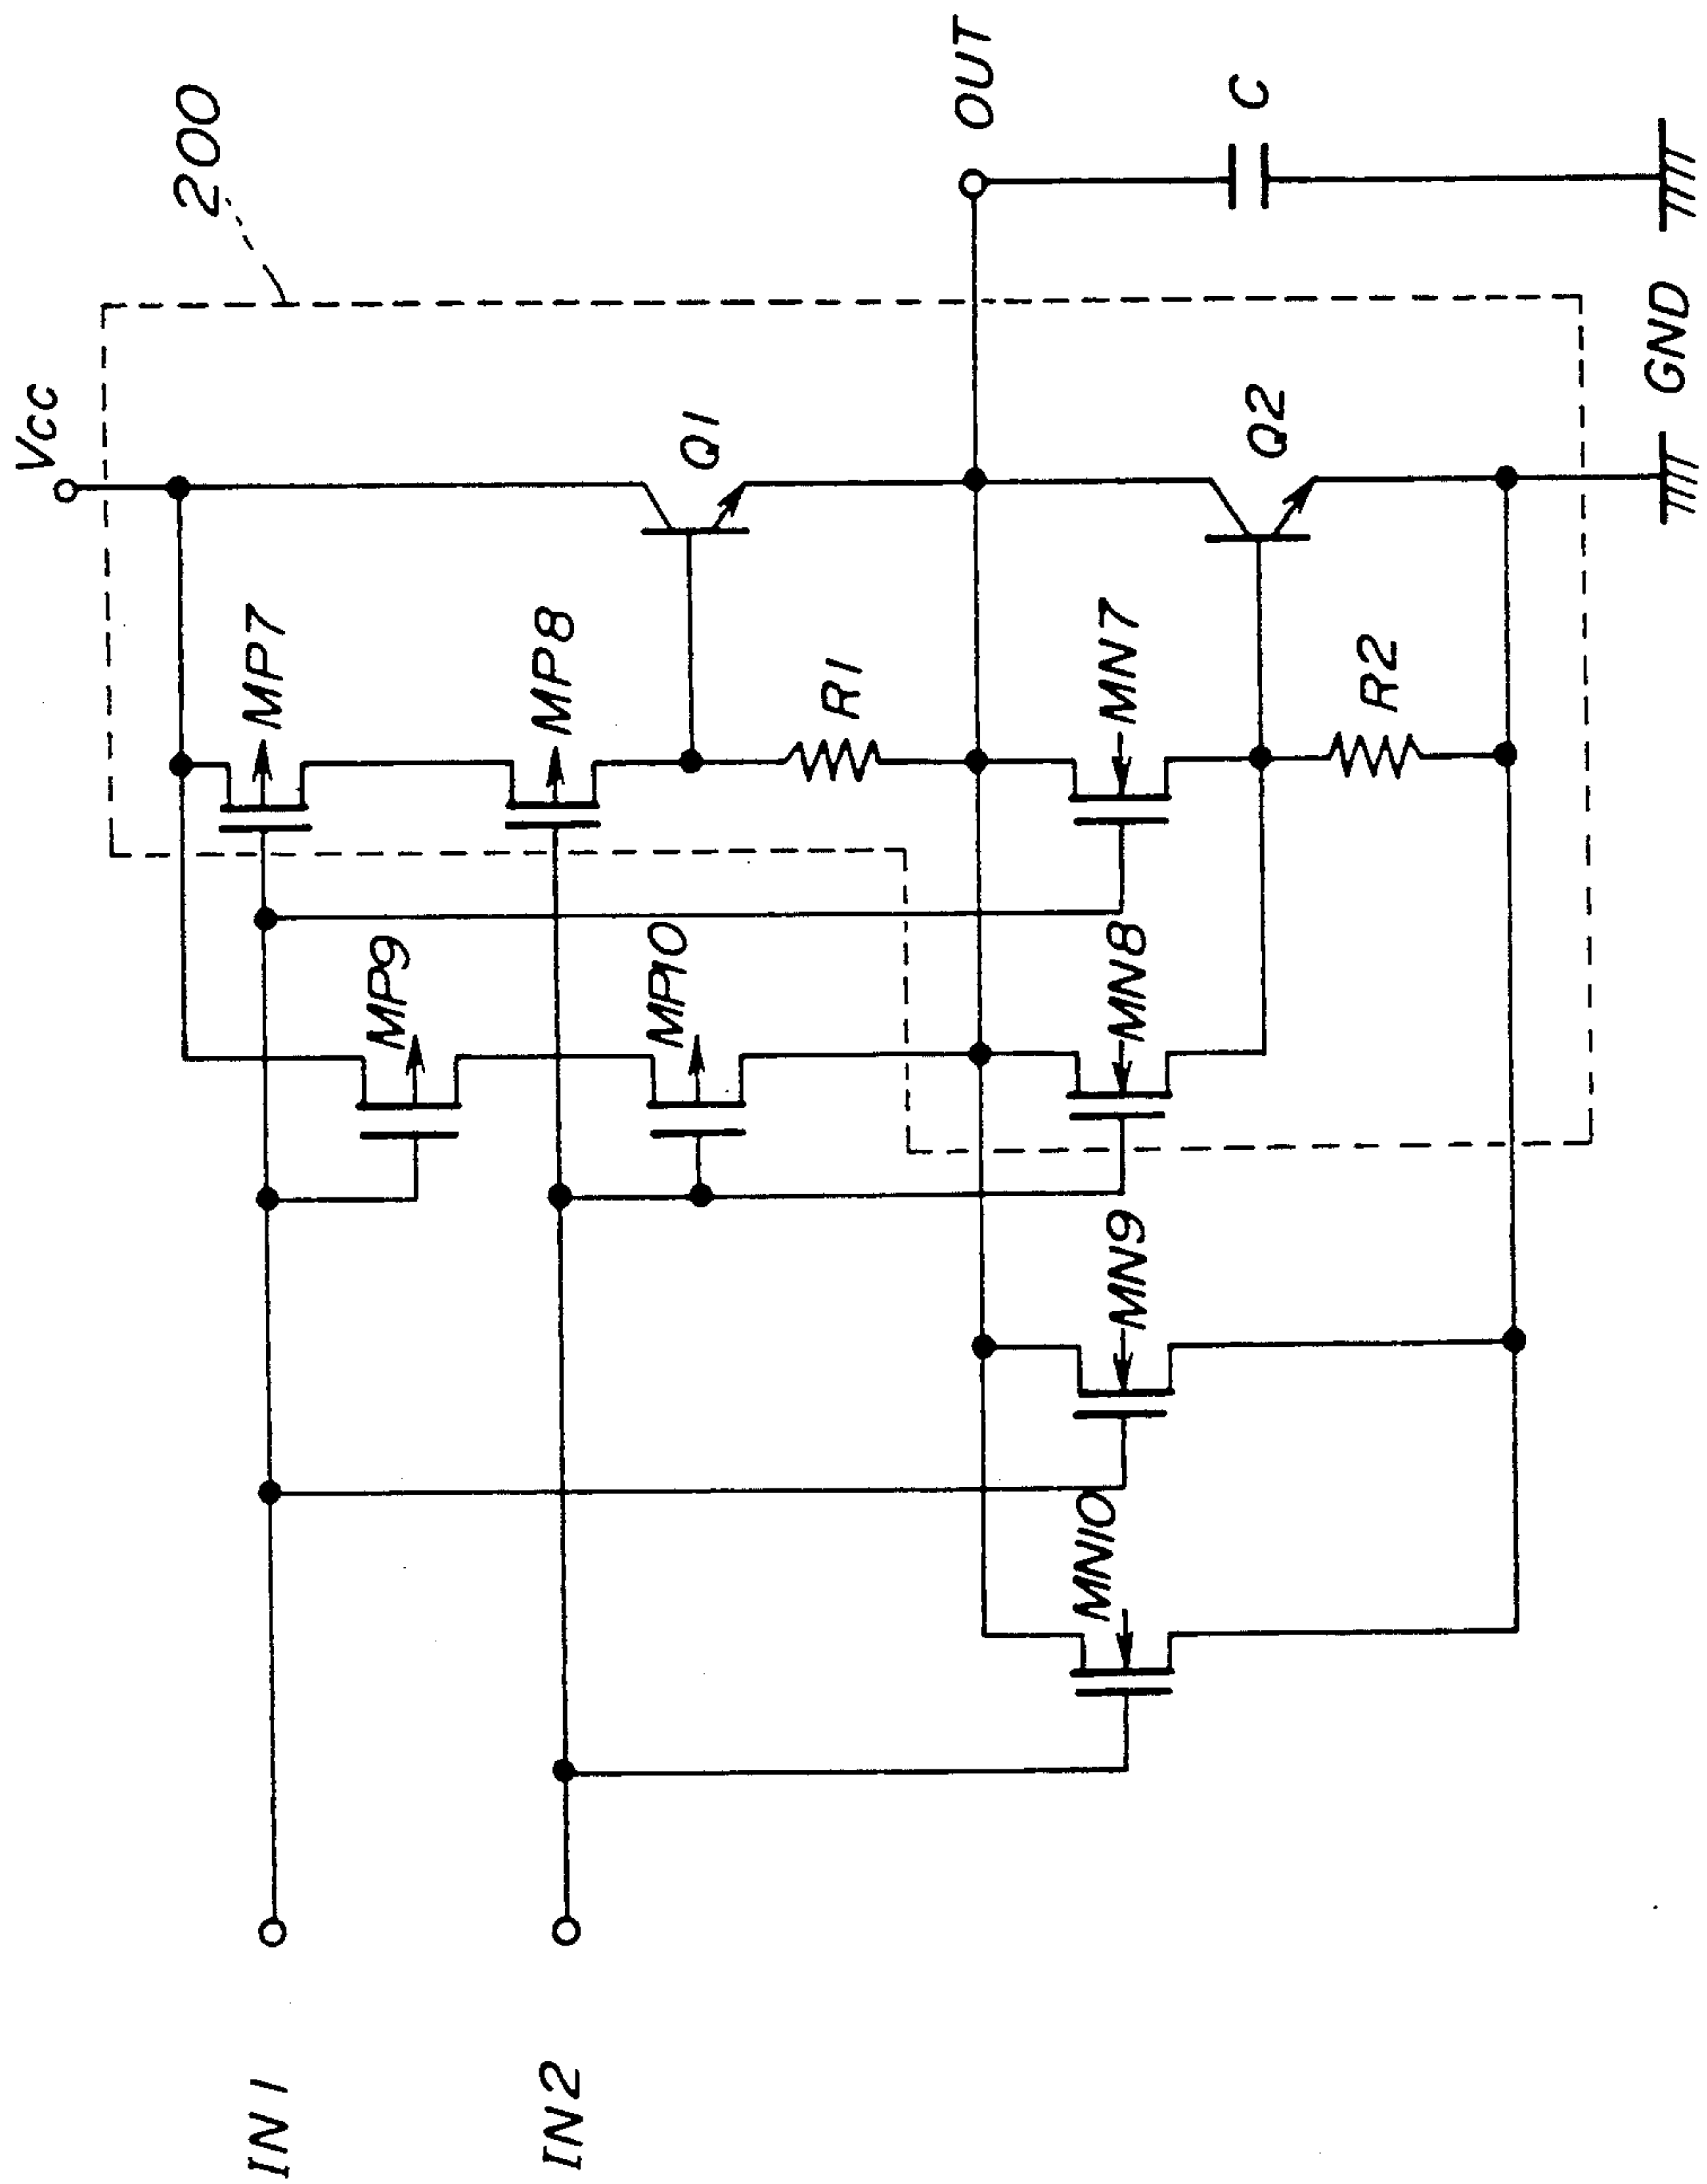 200
Vcc
OUT
C
Q1
MP7
MP8
R1
MN7
Q2
R2
GND
MP9
MP10
MN8
MN9
MN10
IN1
IN2